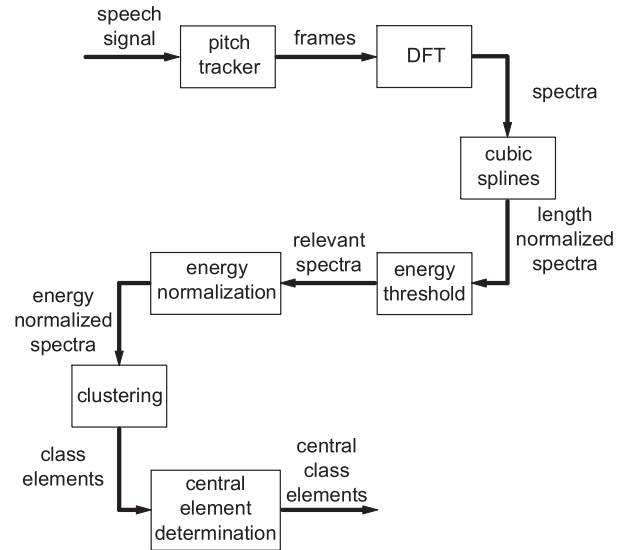 speech
signal
pitch
tracker
frames
DFT
spectra
cubic
splines
length
normalized
spectra
energy
threshold
relevant
spectra
energy
normalization
energy
normalized
spectra
clustering
class
elements
central
element
determination
central
class
elements